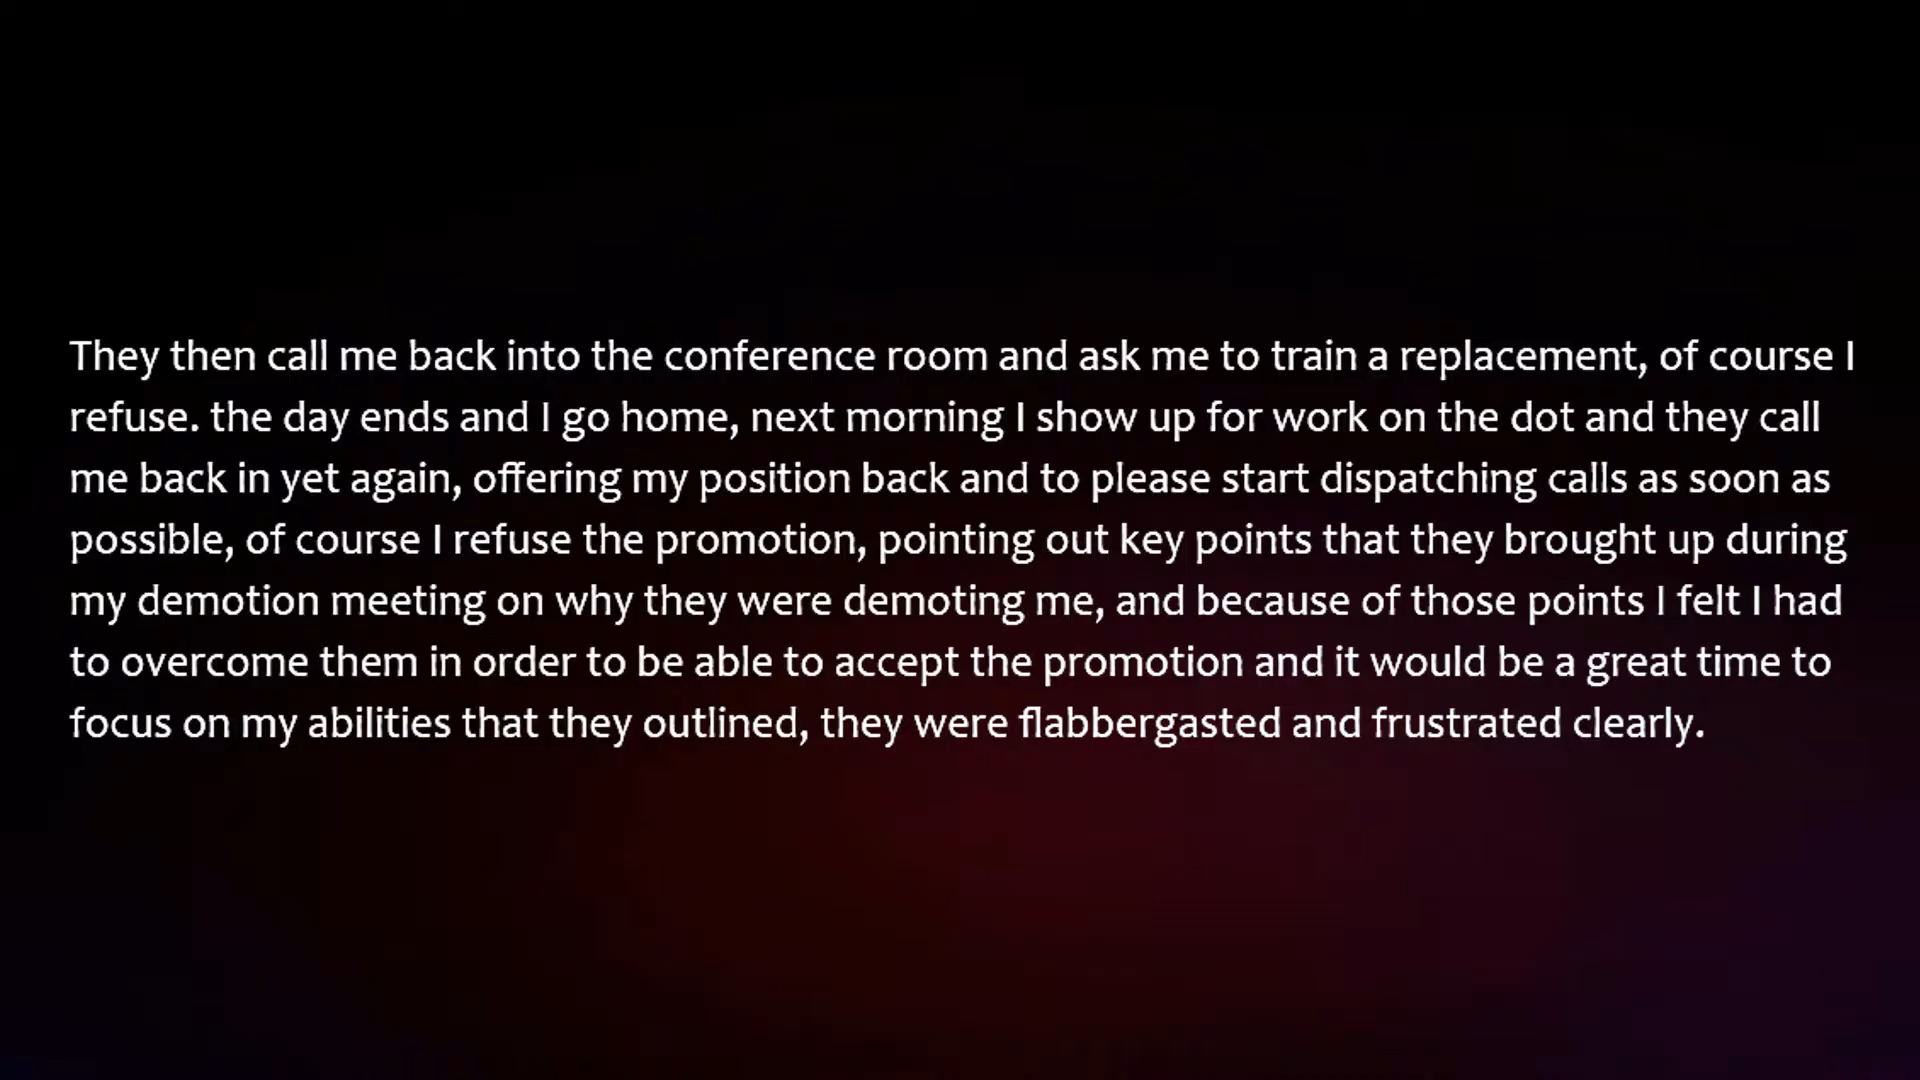 They then call me back into the conference room and ask me to train a replacement, of course I
refuse. the day ends and I go home, next morning I show up for work on the dot and they call
me back in yet again, offering my position back and to please start dispatching calls as soon as
possible, of course I refuse the promotion, pointing out key points that they brought up during
my demotion meeting on why they were demoting me, and because of those points I felt I had
to overcome them in order to be able to accept the promotion and it would be a great time to
focus on my abilities that they outlined, they were flabbergasted and frustrated clearly.